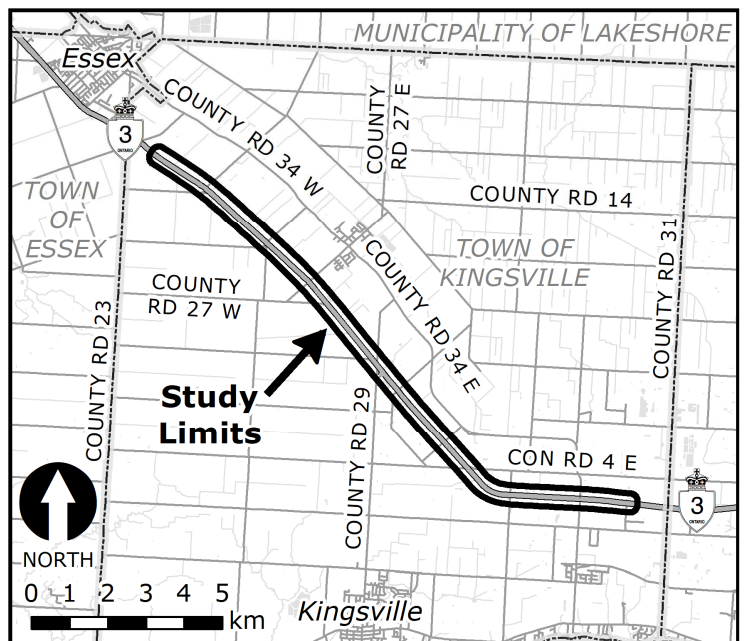 MUNICIPALITY OF LAKESHORE
Essex
COUNTY RD 34 W
COUNTY
RD 27 E
3
ONTARIO
COUNTY RD 14
TOWN
OF
ESSEX
TOWN OF
KINGSVILLE
COUNTY RD 31
COUNTY
RD 27 W
COUNTY RD 34 E
COUNTY RD 23
Study
Limits
COUNTY RD 29
CON RD 4 E
3
ONTARIO
NORTH
0 1 2 3 4 5
km
Kingsville